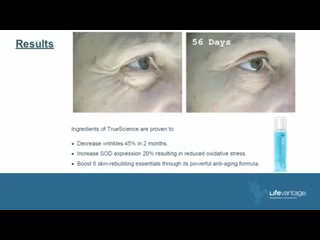 Results
56 Days
Ingredients of TrueScience are proven to:
• Decrease wrinkles 45% in 2 months.
• Increase SOD expression 20% resulting in reduced oxidative stress.
• Boost 6 skin-rebuilding essentials through its powerful anti-aging formula.
Lifevantage